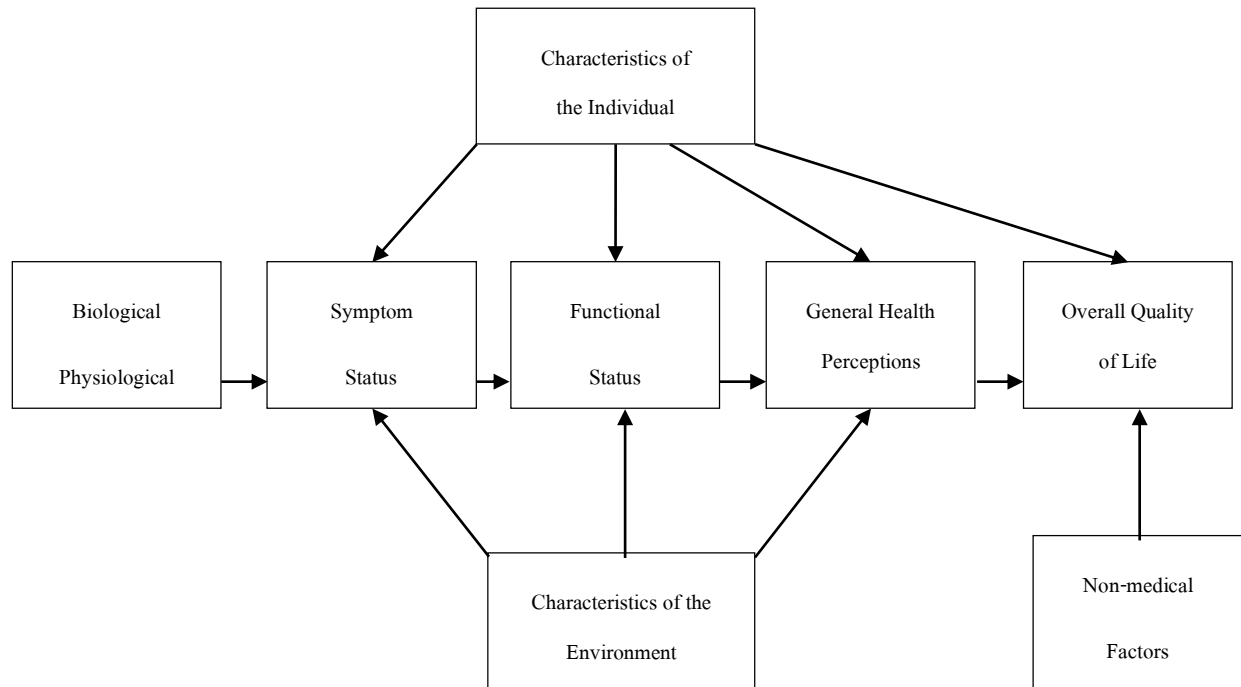 Characteristics of
the Individual
Biological
Physiological
Symptom
Status
Functional
Status
General Health
Perceptions
Overall Quality
of Life
Characteristics of the
Environment
Non-medical
Factors